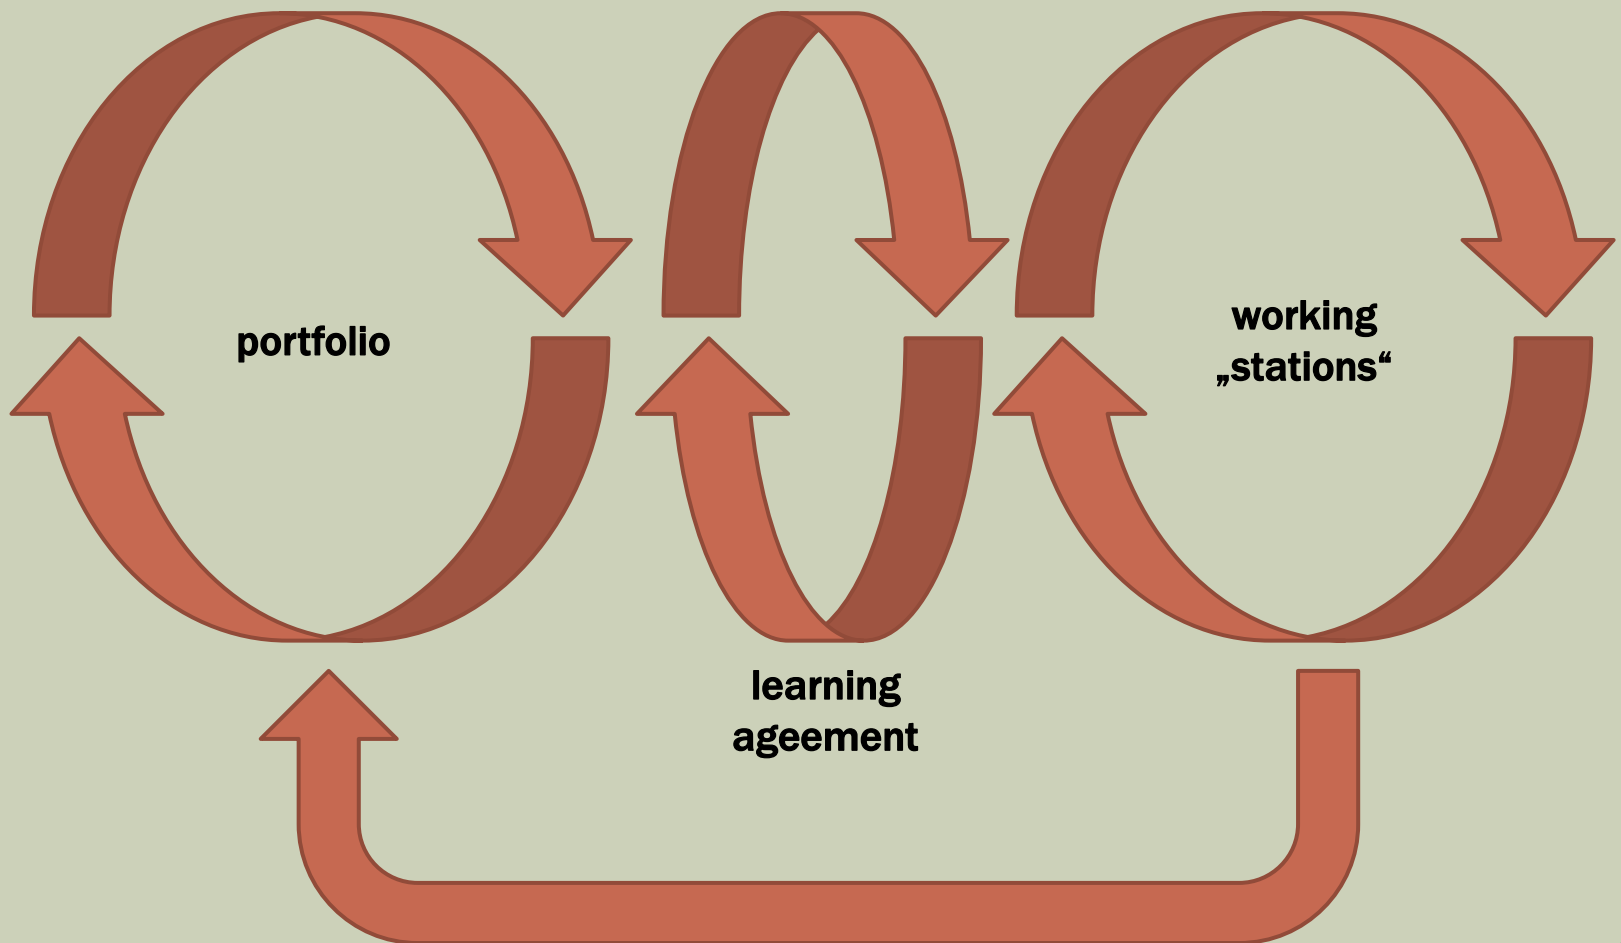 portfolio
working
„stations“
learning
ageement